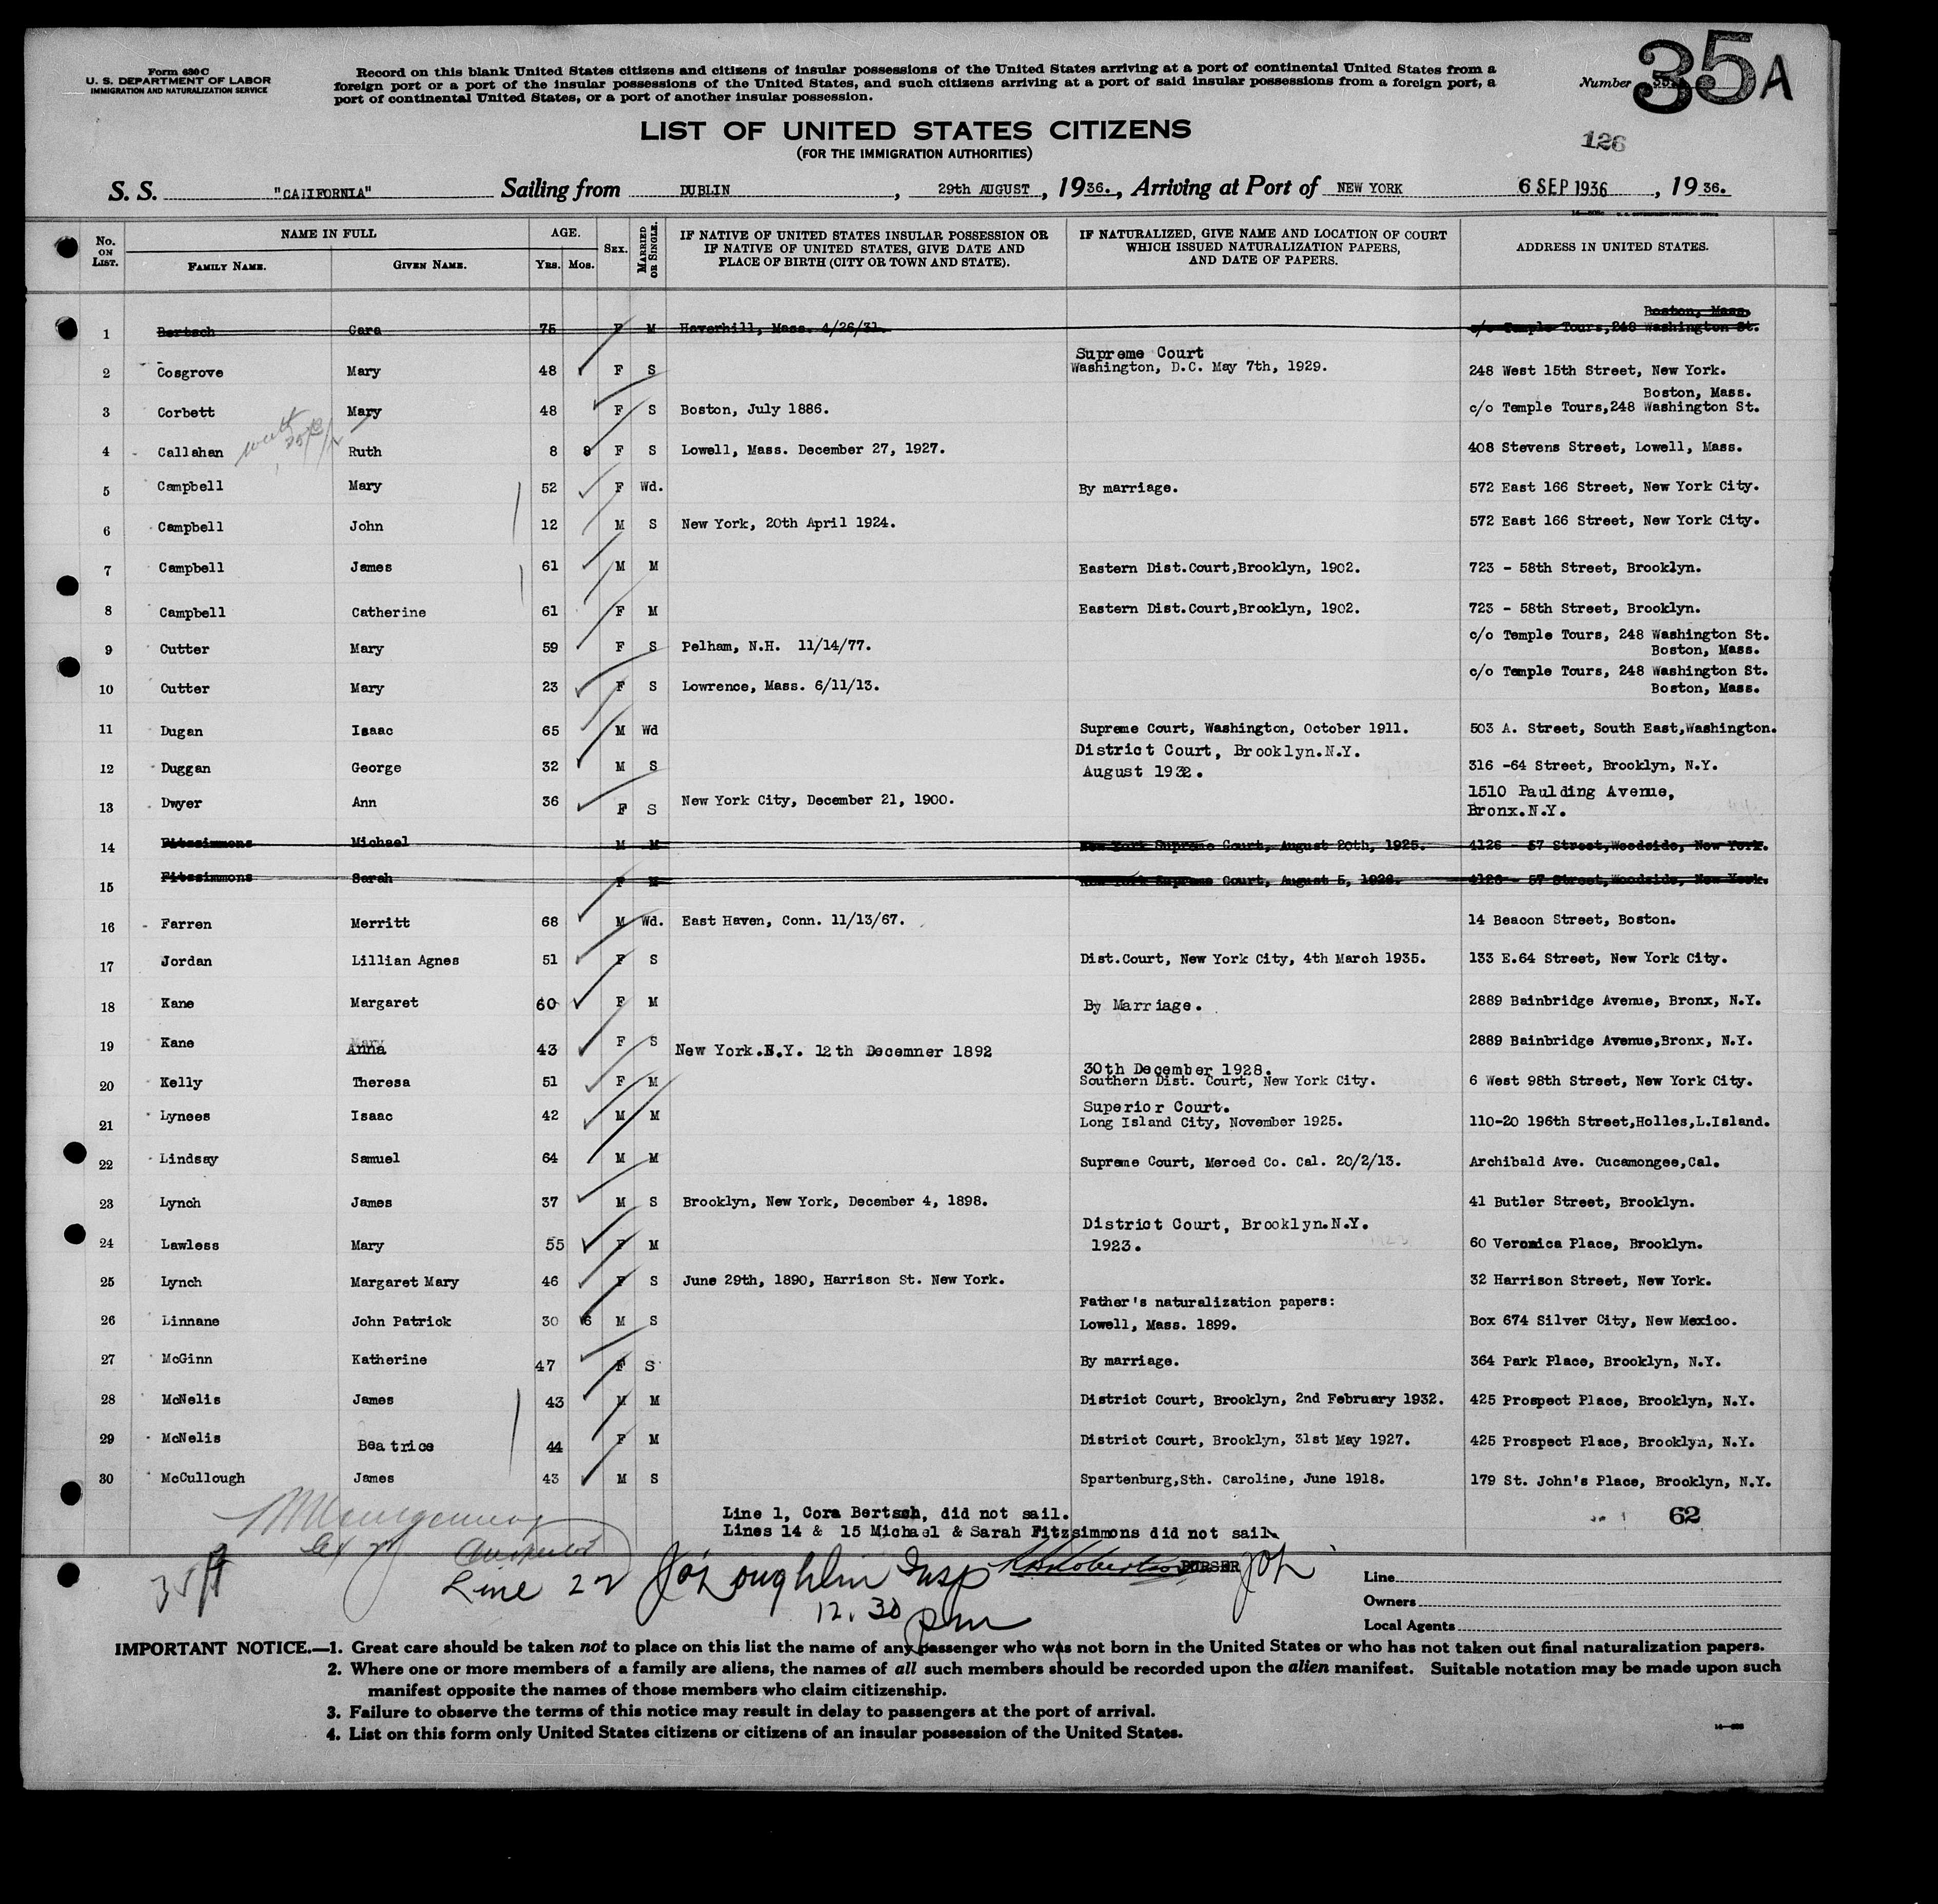 Form 630 C
U. S. DEPARTMENT OF LABOR
IMMIGRATION AND NATURALIZATION SERVICE
Record on this blank United States citizens and citizens of insular possessions of the United States arriving at a port of continental United States from a
foreign port or a port of the insular possessions of the United States, and such citizens arriving at a port of said insular possessions from a foreign port, a
port of continental United States, or a port of another insular possession.
Number 35A
126
LIST OF UNITED STATES CITIZENS
(FOR THE IMMIGRATION AUTHORITIES)
S. S. "CALIFORNIA" Sailing from DUBLIN, 29th AUGUST, 1936., Arriving at Port of NEW YORK 6 SEP 1936, 1936.
No. ON LIST. NAME IN FULL FAMILY NAME. GIVEN NAME. AGE. YRS. MOS. SEX. MARRIED OR SINGLE. IF NATIVE OF UNITED STATES INSULAR POSSESSION OR IF NATIVE OF UNITED STATES, GIVE DATE AND PLACE OF BIRTH (CITY OR TOWN AND STATE). IF NATURALIZED, GIVE NAME AND LOCATION OF COURT WHICH ISSUED NATURALIZATION PAPERS, AND DATE OF PAPERS. ADDRESS IN UNITED STATES.
1 Bertsch Cora 75 F M Haverhill, Mass. 4/26/31. c/o Temple Tours,248 Washington St. Boston, Mass.
2 Cosgrove Mary 48 F S Supreme Court Washington, D.C. May 7th, 1929. 248 West 15th Street, New York.
3 Corbett Mary 48 F S Boston, July 1886. c/o Temple Tours,248 Washington St. Boston, Mass.
4 Callahan Ruth 8 8 F S Lowell, Mass. December 27, 1927. 408 Stevens Street, Lowell, Mass.
5 Campbell Mary 52 F Wd. By marriage. 572 East 166 Street, New York City.
6 Campbell John 12 M S New York, 20th April 1924. 572 East 166 Street, New York City.
7 Campbell James 61 M M Eastern Dist.Court,Brooklyn, 1902. 723 - 58th Street, Brooklyn.
8 Campbell Catherine 61 F M Eastern Dist.Court,Brooklyn, 1902. 723 - 58th Street, Brooklyn.
9 Cutter Mary 59 F S Pelham, N.H. 11/14/77. c/o Temple Tours, 248 Washington St. Boston, Mass.
10 Cutter Mary 23 F S Lowrence, Mass. 6/11/13. c/o Temple Tours, 248 Washington St. Boston, Mass.
11 Dugan Isaac 65 M Wd Supreme Court, Washington, October 1911. 503 A. Street, South East,Washington.
12 Duggan George 32 M S District Court, Brooklyn.N.Y. August 1932. 316 -64 Street, Brooklyn, N.Y.
13 Dwyer Ann 36 F S New York City, December 21, 1900. 1510 Paulding Avenue, Bronx.N.Y.
14 Fitzsimmons Michael M M New York Supreme Court, August 20th, 1925. 4126 - 57 Street,Woodside, New York.
15 Fitzsimmons Sarah F M New York Supreme Court, August 5, 1926. 4126 - 57 Street,Woodside, New York.
16 Farren Merritt 68 M Wd. East Haven, Conn. 11/13/67. 14 Beacon Street, Boston.
17 Jordan Lillian Agnes 51 F S Dist.Court, New York City, 4th March 1935. 133 E.64 Street, New York City.
18 Kane Margaret 60 F M By Marriage. 2889 Bainbridge Avenue, Bronx, N.Y.
19 Kane Anna 43 F S New York.N.Y. 12th Decemner 1892 2889 Bainbridge Avenue,Bronx, N.Y.
20 Kelly Theresa 51 F M 30th December 1928. Southern Dist. Court, New York City. 6 West 98th Street, New York City.
21 Lynees Isaac 42 M M Superior Court. Long Island City, November 1925. 110-20 196th Street,Holles,L.Island.
22 Lindsay Samuel 64 M M Supreme Court, Merced Co. Cal. 20/2/13. Archibald Ave. Cucamongee,Cal.
23 Lynch James 37 M S Brooklyn, New York, December 4, 1898. 41 Butler Street, Brooklyn.
24 Lawless Mary 55 F M District Court, Brooklyn.N.Y. 1923. 60 Veronica Place, Brooklyn.
25 Lynch Margaret Mary 46 F S June 29th, 1890, Harrison St. New York. 32 Harrison Street, New York.
26 Linnane John Patrick 30 6 M S Father's naturalization papers: Lowell, Mass. 1899. Box 674 Silver City, New Mexico.
27 McGinn Katherine 47 F S By marriage. 364 Park Place, Brooklyn, N.Y.
28 McNelis James 43 M M District Court, Brooklyn, 2nd February 1932. 425 Prospect Place, Brooklyn, N.Y.
29 McNelis Beatrice 44 F M District Court, Brooklyn, 31st May 1927. 425 Prospect Place, Brooklyn, N.Y.
30 McCullough James 43 M S Spartenburg,Sth. Caroline, June 1918. 179 St. John's Place, Brooklyn, N.Y.
Line 1, Cora Bertsch, did not sail.
Lines 14 & 15 Michael & Sarah Fitzsimmons did not sail.
62
PURSER
Line 22 J O'Loughlin Insp
12.30 pm
Line
Owners
Local Agents
IMPORTANT NOTICE.—1. Great care should be taken not to place on this list the name of any passenger who was not born in the United States or who has not taken out final naturalization papers.
2. Where one or more members of a family are aliens, the names of all such members should be recorded upon the alien manifest. Suitable notation may be made upon such
manifest opposite the names of those members who claim citizenship.
3. Failure to observe the terms of this notice may result in delay to passengers at the port of arrival.
4. List on this form only United States citizens or citizens of an insular possession of the United States.